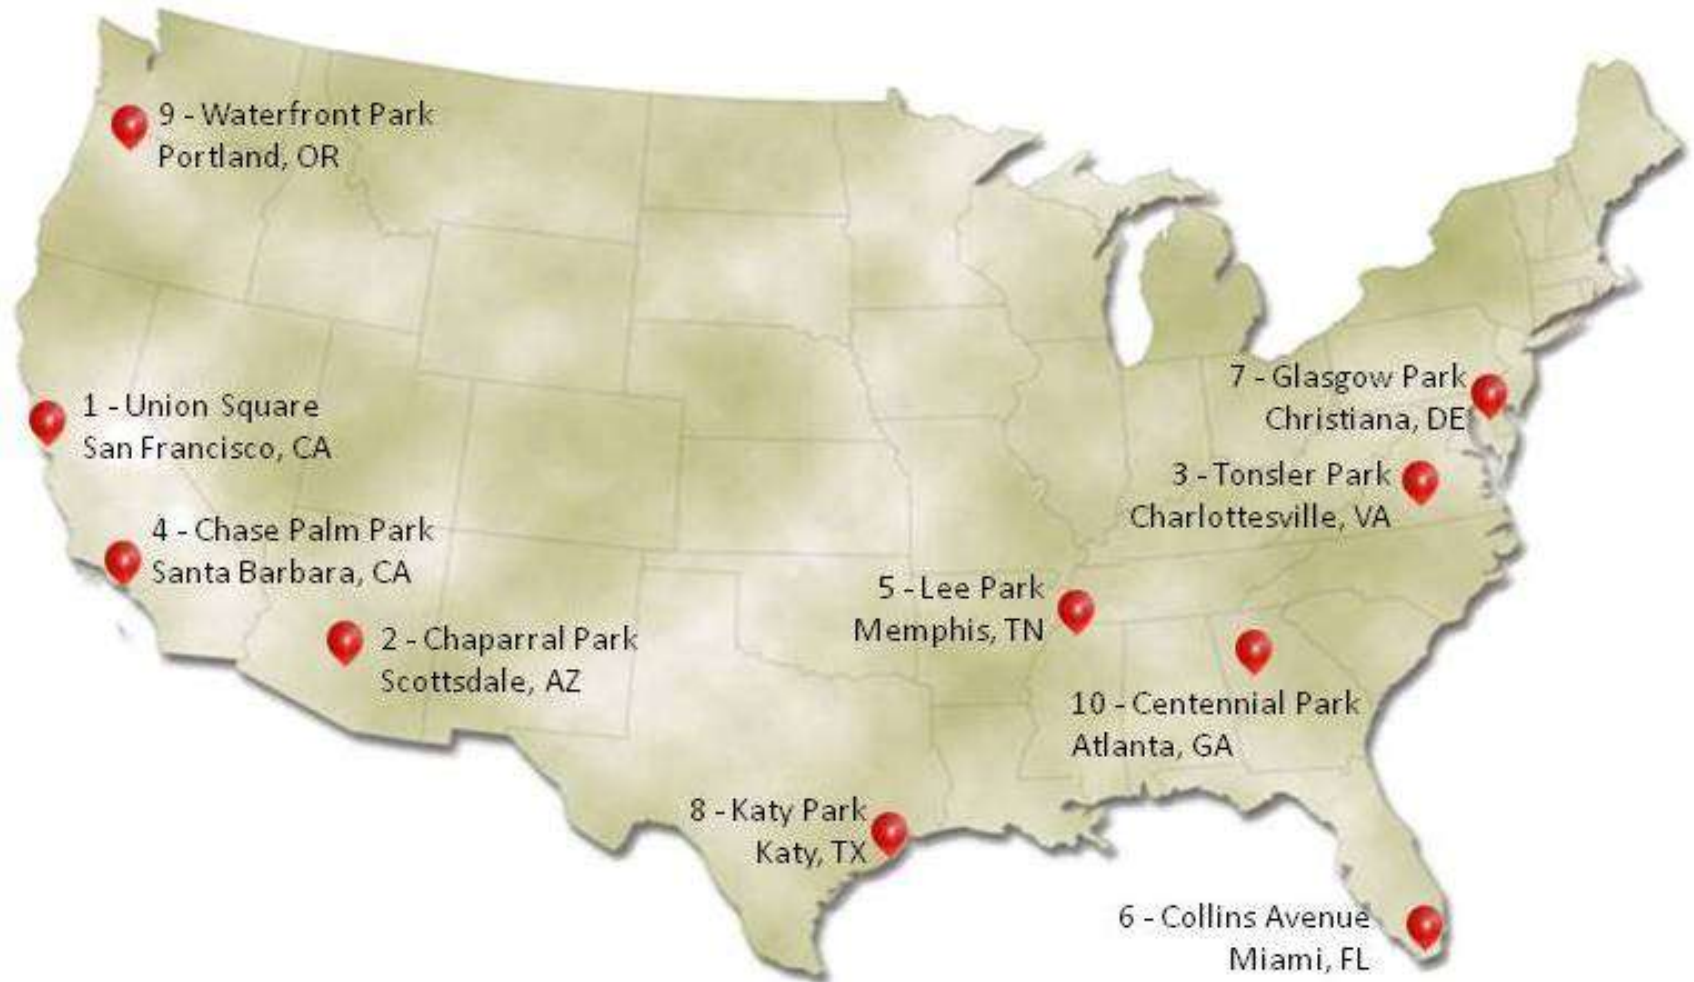 9 - Waterfront Park
Portland, OR
7 - Glasgow Park
Christiana, DE
1 - Union Square
San Francisco, CA
3 - Tonsler Park
Charlottesville, VA
4 - Chase Palm Park
Santa Barbara, CA
5 - Lee Park
Memphis, TN
2 - Chaparral Park
Scottsdale, AZ
10 - Centennial Park
Atlanta, GA
8 - Katy Park
Katy, TX
6 - Collins Avenue
Miami, FL